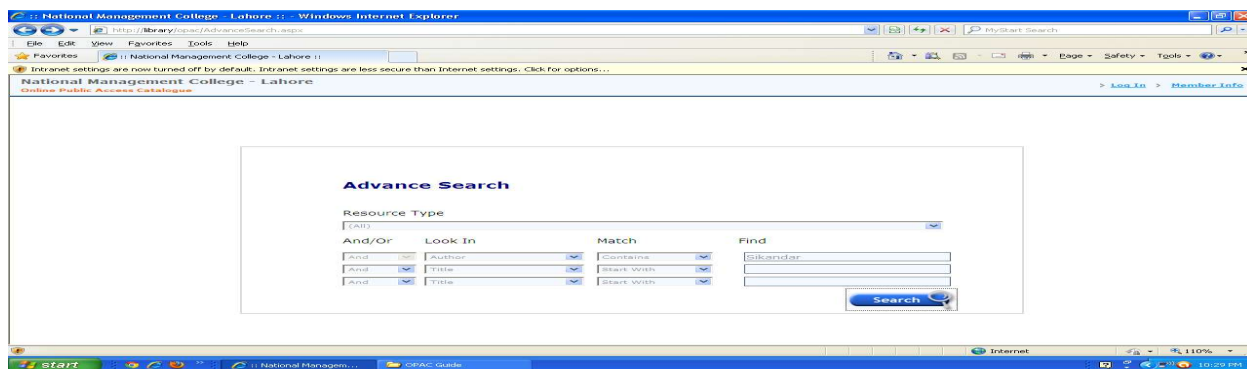 :: National Management College - Lahore :: - Windows Internet Explorer
http://library/opac/AdvanceSearch.aspx MyStart Search
File Edit View Favorites Tools Help
Favorites :: National Management College - Lahore :: Page Safety Tools
Intranet settings are now turned off by default. Intranet settings are less secure than Internet settings. Click for options...
National Management College - Lahore
Online Public Access Catalogue > Log In > Member Info
Advance Search
Resource Type
(All)
And/Or Look In Match Find
And Author Contains Sikandar
And Title Start With
And Title Start With
Search
Internet 110%
start :: National Managem... OPAC Guide 10:29 PM